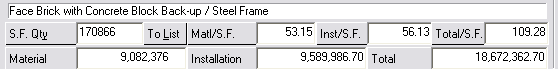 Face Brick with Concrete Block Back-up / Steel Frame
S.F. Qty 170866 To List Matl/S.F. 53.15 Inst/S.F. 56.13 Total/S.F. 109.28
Material 9,082,376 Installation 9,589,986.70 Total 18,672,362.70